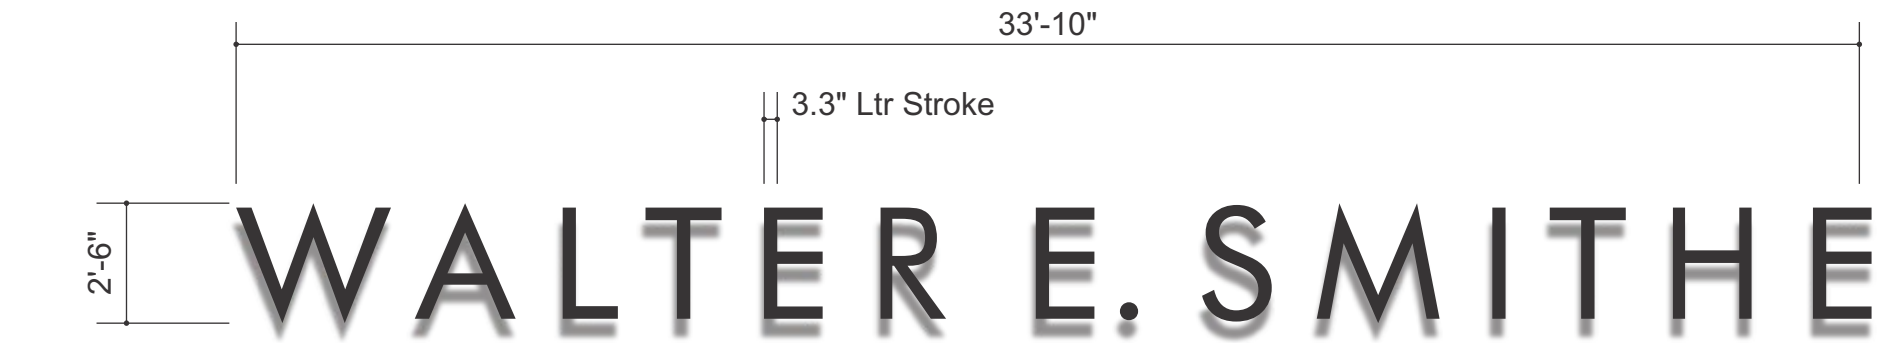 33'-10"
3.3" Ltr Stroke
2'-6"
WALTER E. SMITHE